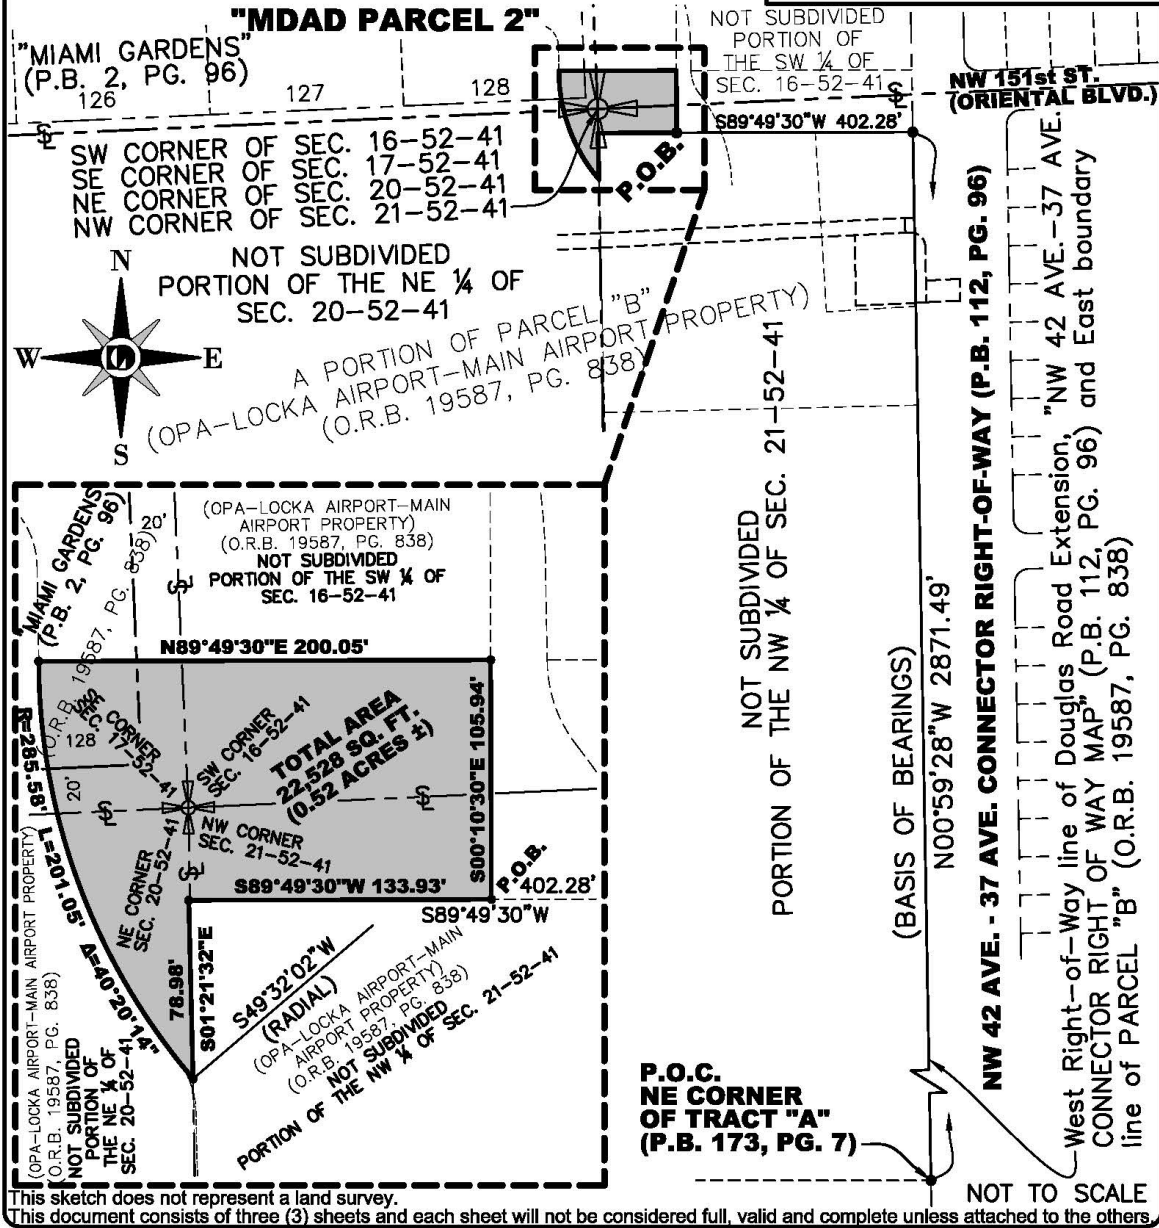 "MDAD PARCEL 2"
"MIAMI GARDENS"
(P.B. 2, PG. 96)
126
127
128
NOT SUBDIVIDED
PORTION OF
THE SW ¼ OF
SEC. 16-52-41
NW 151st ST.
(ORIENTAL BLVD.)
S89°49'30"W 402.28'
P.O.B.
SW CORNER OF SEC. 16-52-41
SE CORNER OF SEC. 17-52-41
NE CORNER OF SEC. 20-52-41
NW CORNER OF SEC. 21-52-41
NOT SUBDIVIDED
PORTION OF THE NE ¼ OF
SEC. 20-52-41
N
W
E
S
L
A PORTION OF PARCEL "B"
(OPA-LOCKA AIRPORT-MAIN AIRPORT PROPERTY)
(O.R.B. 19587, PG. 838)
NOT SUBDIVIDED
PORTION OF THE NW ¼ OF SEC. 21-52-41
(BASIS OF BEARINGS)
N00°59'28"W 2871.49'
NW 42 AVE. - 37 AVE. CONNECTOR RIGHT-OF-WAY (P.B. 112, PG. 96)
West Right-of-Way line of Douglas Road Extension, "NW 42 AVE.-37 AVE.
CONNECTOR RIGHT OF WAY MAP" (P.B. 112, PG. 96) and East boundary
line of PARCEL "B" (O.R.B. 19587, PG. 838)
MIAMI GARDENS
(P.B. 2, PG. 96)
(O.R.B. 19587, PG. 838)
20'
(OPA-LOCKA AIRPORT-MAIN
AIRPORT PROPERTY)
(O.R.B. 19587, PG. 838)
NOT SUBDIVIDED
PORTION OF THE SW ¼ OF
SEC. 16-52-41
N89°49'30"E 200.05'
CORNER
SEC. 17-52-41
128
20'
SW CORNER
SEC. 16-52-41
TOTAL AREA
22,528 SQ. FT.
(0.52 ACRES ±)
S00°10'30"E 105.94'
NW CORNER
SEC. 21-52-41
NE CORNER
SEC. 20-52-41
S89°49'30"W 133.93'
P.O.B.
402.28'
S89°49'30"W
R=285.58' L=201.05' Δ=40°20'14"
78.98'
S01°21'32"E
S49°32'02"W
(RADIAL)
(OPA-LOCKA AIRPORT-MAIN
AIRPORT PROPERTY)
(O.R.B. 19587, PG. 838)
NOT SUBDIVIDED
PORTION OF THE NW ¼ OF SEC. 21-52-41
(OPA-LOCKA AIRPORT-MAIN AIRPORT PROPERTY)
(O.R.B. 19587, PG. 838)
NOT SUBDIVIDED
PORTION OF
THE NE ¼ OF
SEC. 20-52-41
P.O.C.
NE CORNER
OF TRACT "A"
(P.B. 173, PG. 7)
NOT TO SCALE
This sketch does not represent a land survey.
This document consists of three (3) sheets and each sheet will not be considered full, valid and complete unless attached to the others.